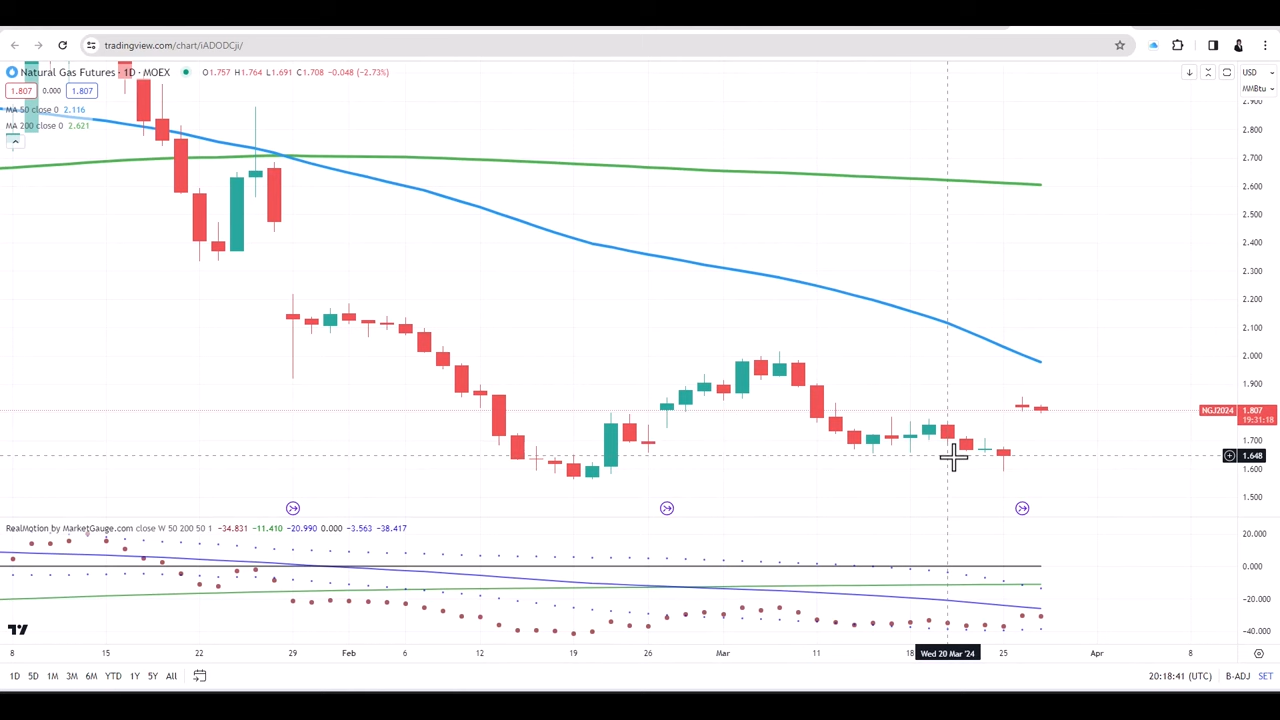 tradingview.com/chart/iADODCji/
Natural Gas Futures · 1D · MOEX O1.757 H1.764 L1.691 C1.708 -0.048 (-2.73%)
USD
1.807 0.000 1.807
MMBtu
MA 50 close 0 2.116
MA 200 close 0 2.621
2.900
2.800
2.700
2.600
2.500
2.400
2.300
2.200
2.100
2.000
1.900
NGJ2024 1.807
19:31:18
1.700
1.648
1.600
1.500
RealMotion by MarketGauge.com close W 50 200 50 1 -34.831 -11.410 -20.990 0.000 -3.563 -38.417
20.000
0.000
-20.000
-40.000
8 15 22 29 Feb 6 12 19 26 Mar 11 18 Wed 20 Mar '24 25 Apr 8
1D 5D 1M 3M 6M YTD 1Y 5Y All
20:18:41 (UTC) B-ADJ SET